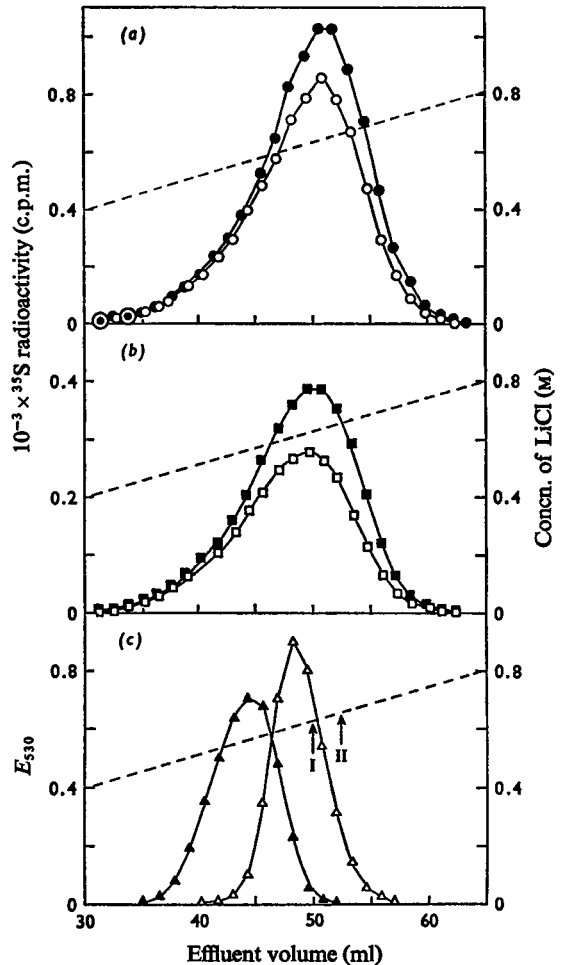 (a)
0.8
0.4
0
0.8
0.4
0
(b)
0.4
0.2
0
0.8
0.4
0
(c)
0.8
0.4
0
0.8
0.4
0
I
II
30 40 50 60
Effluent volume (ml)
10⁻³ × ³⁵S radioactivity (c.p.m.)
E₅₃₀
Concn. of LiCl (M)